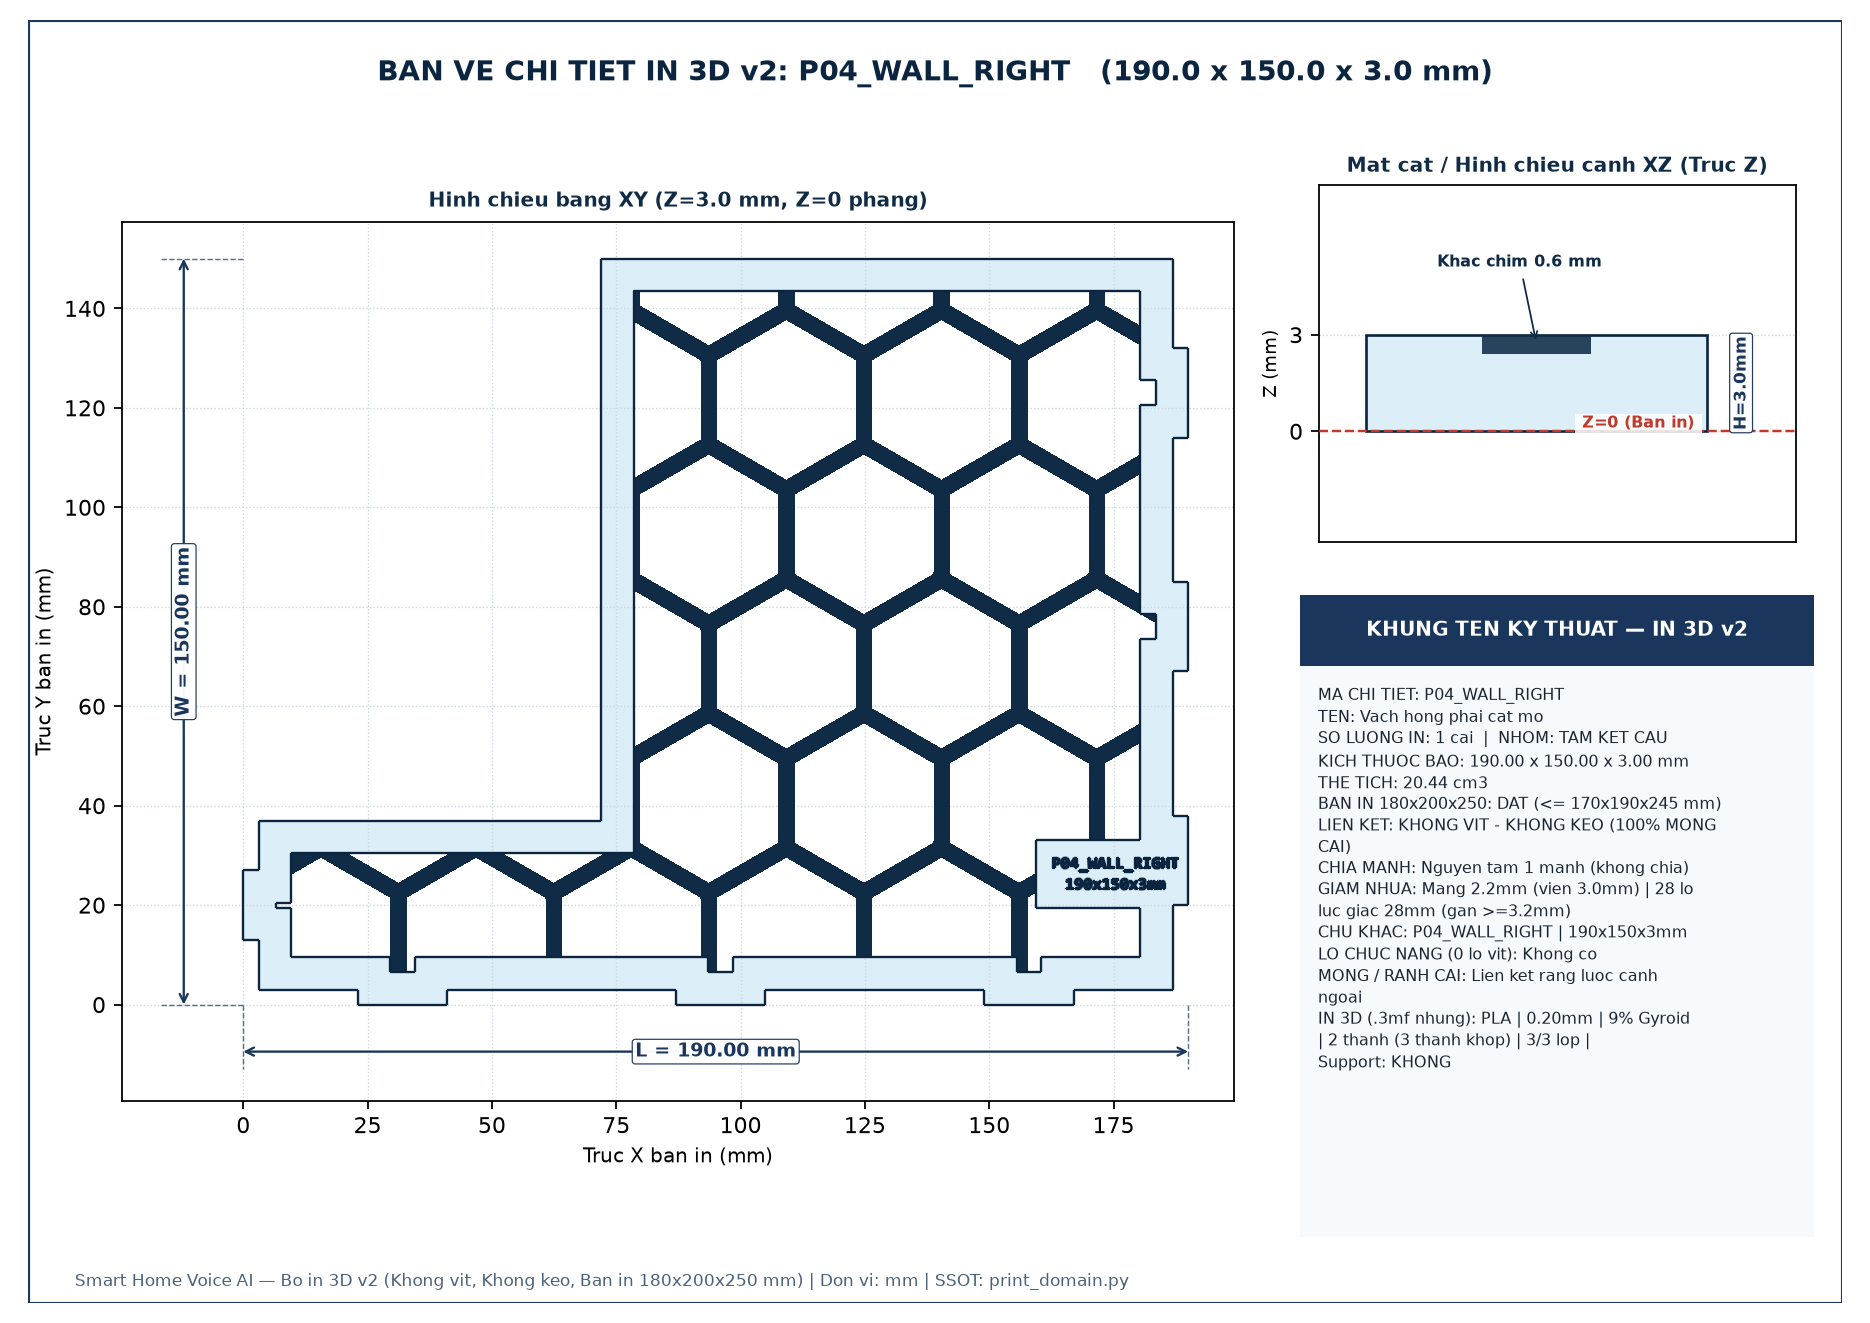 BAN VE CHI TIET IN 3D v2: P04_WALL_RIGHT (190.0 x 150.0 x 3.0 mm)
Hinh chieu bang XY (Z=3.0 mm, Z=0 phang)
Truc Y ban in (mm)
140
120
100
80
60
40
20
0
W = 150.00 mm
P04_WALL_RIGHT
190x150x3mm
L = 190.00 mm
0 25 50 75 100 125 150 175
Truc X ban in (mm)
Mat cat / Hinh chieu canh XZ (Truc Z)
Khac chim 0.6 mm
Z (mm)
3
0
Z=0 (Ban in)
H=3.0mm
KHUNG TEN KY THUAT — IN 3D v2
MA CHI TIET: P04_WALL_RIGHT
TEN: Vach hong phai cat mo
SO LUONG IN: 1 cai | NHOM: TAM KET CAU
KICH THUOC BAO: 190.00 x 150.00 x 3.00 mm
THE TICH: 20.44 cm3
BAN IN 180x200x250: DAT (<= 170x190x245 mm)
LIEN KET: KHONG VIT - KHONG KEO (100% MONG
CAI)
CHIA MANH: Nguyen tam 1 manh (khong chia)
GIAM NHUA: Mang 2.2mm (vien 3.0mm) | 28 lo
luc giac 28mm (gan >=3.2mm)
CHU KHAC: P04_WALL_RIGHT | 190x150x3mm
LO CHUC NANG (0 lo vit): Khong co
MONG / RANH CAI: Lien ket rang luoc canh
ngoai
IN 3D (.3mf nhung): PLA | 0.20mm | 9% Gyroid
| 2 thanh (3 thanh khop) | 3/3 lop |
Support: KHONG
Smart Home Voice AI — Bo in 3D v2 (Khong vit, Khong keo, Ban in 180x200x250 mm) | Don vi: mm | SSOT: print_domain.py